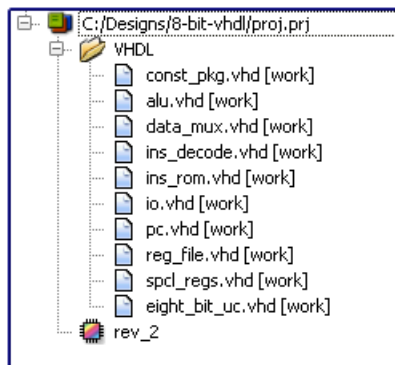 C:/Designs/8-bit-vhdl/proj.prj
VHDL
const_pkg.vhd [work]
alu.vhd [work]
data_mux.vhd [work]
ins_decode.vhd [work]
ins_rom.vhd [work]
io.vhd [work]
pc.vhd [work]
reg_file.vhd [work]
spcl_regs.vhd [work]
eight_bit_uc.vhd [work]
rev_2